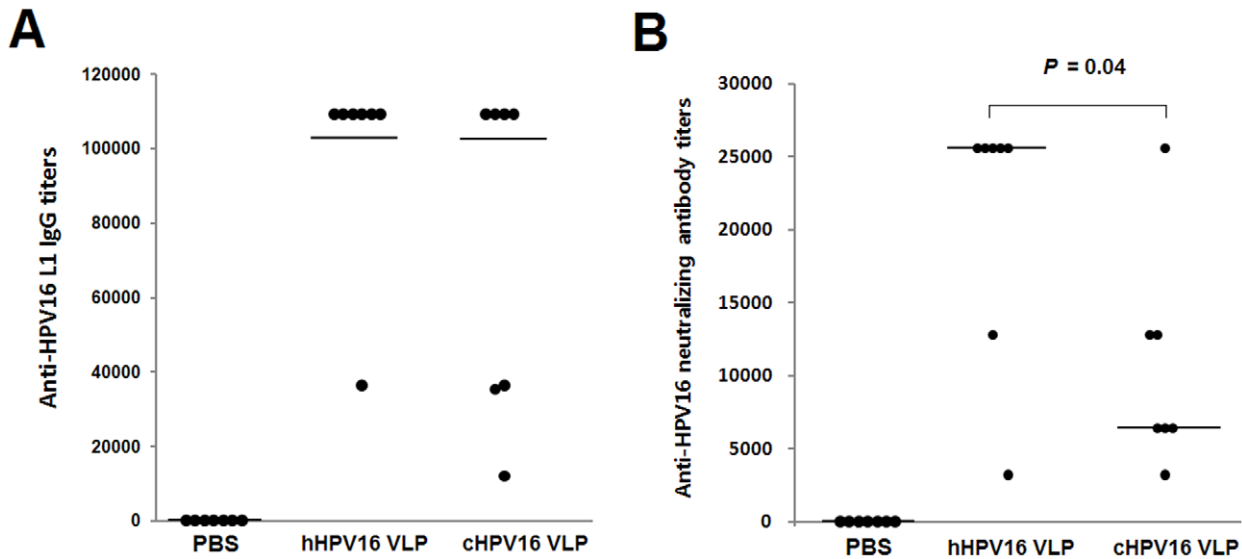 A
Anti-HPV16 L1 IgG titers
120000
100000
80000
60000
40000
20000
0
PBS hHPV16 VLP cHPV16 VLP
B
Anti-HPV16 neutralizing antibody titers
P = 0.04
30000
25000
20000
15000
10000
5000
0
PBS hHPV16 VLP cHPV16 VLP